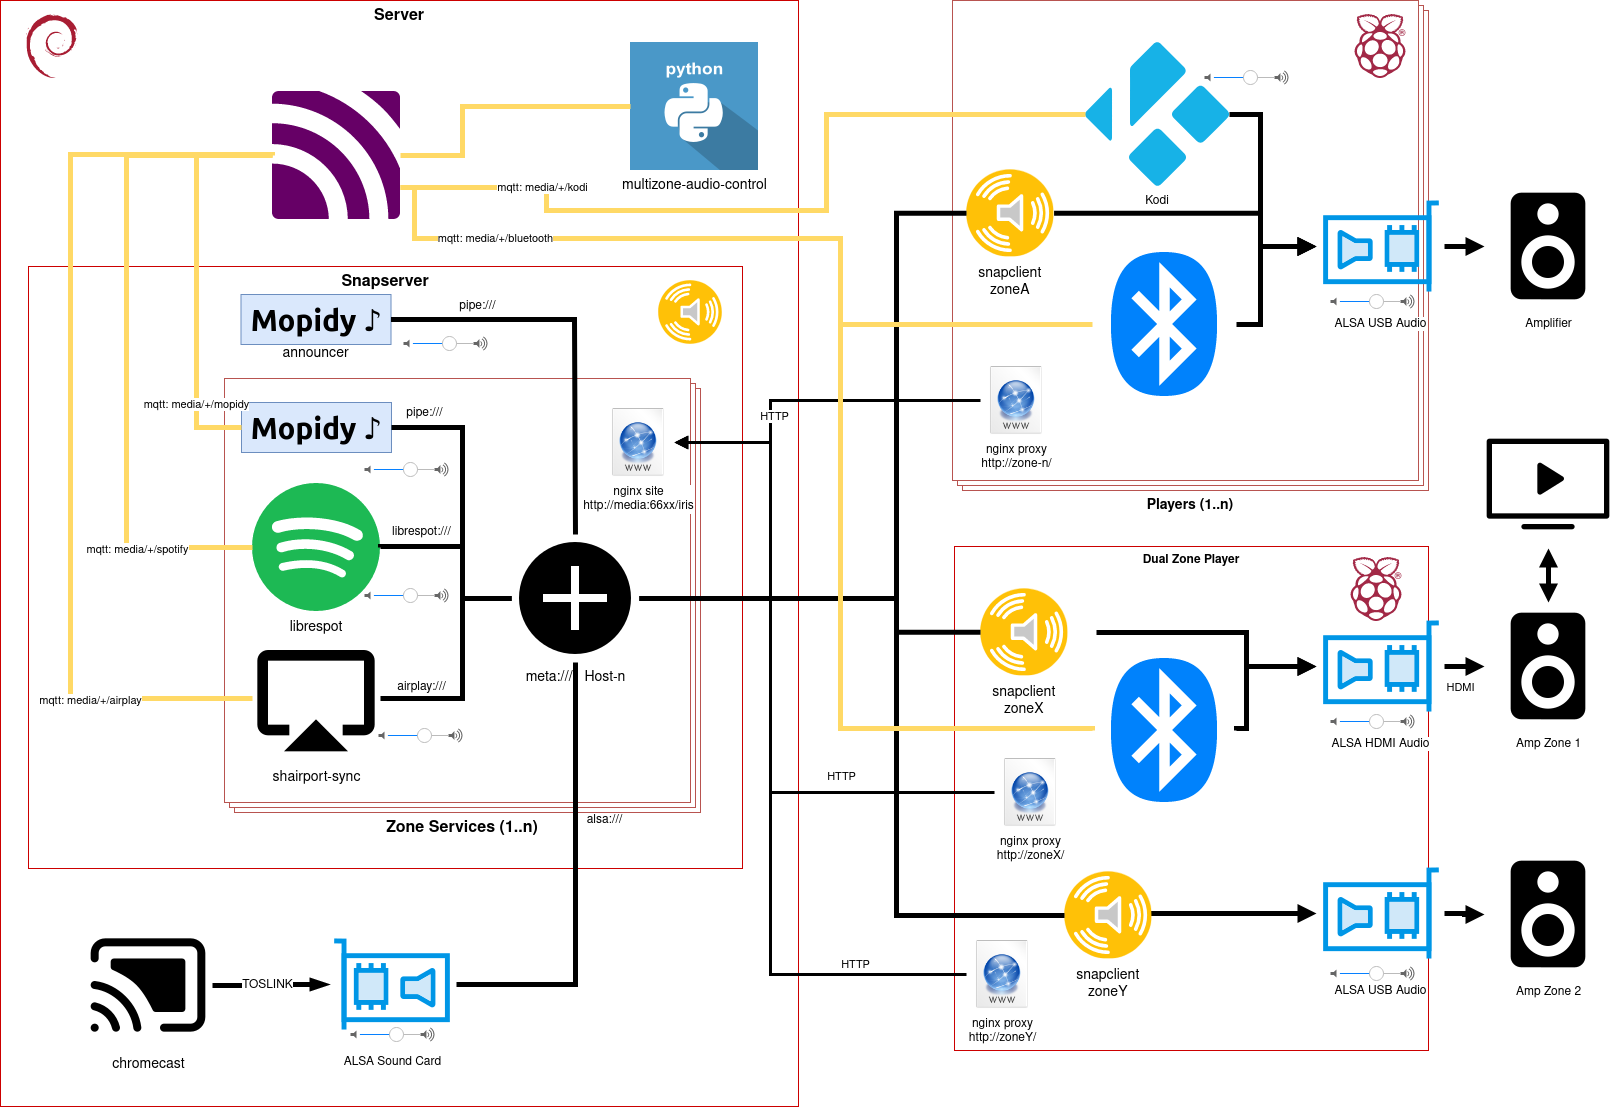 Server
python
multizone-audio-control
mqtt: media/+/kodi
mqtt: media/+/bluetooth
Snapserver
Mopidy ♪
announcer
pipe:///
mqtt: media/+/mopidy
Mopidy ♪
pipe:///
WWW
nginx site
http://media:66xx/iris
HTTP
librespot:///
mqtt: media/+/spotify
librespot
airplay:///
mqtt: media/+/airplay
shairport-sync
meta:/// Host-n
Zone Services (1..n)
alsa:///
TOSLINK
chromecast
ALSA Sound Card
Kodi
snapclient
zoneA
WWW
nginx proxy
http://zone-n/
ALSA USB Audio
Amplifier
Players (1..n)
Dual Zone Player
snapclient
zoneX
HTTP
WWW
nginx proxy
http://zoneX/
HDMI
ALSA HDMI Audio
Amp Zone 1
HTTP
WWW
nginx proxy
http://zoneY/
snapclient
zoneY
ALSA USB Audio
Amp Zone 2